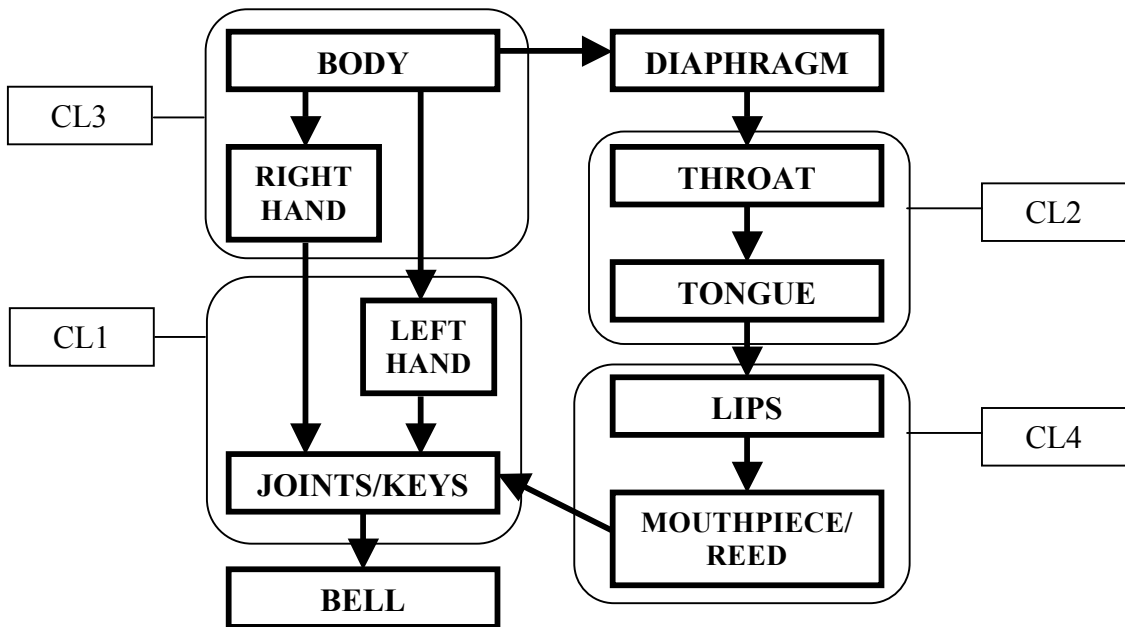 BODY
DIAPHRAGM
CL3
RIGHT
HAND
THROAT
CL2
TONGUE
CL1
LEFT
HAND
LIPS
CL4
JOINTS/KEYS
MOUTHPIECE/
REED
BELL